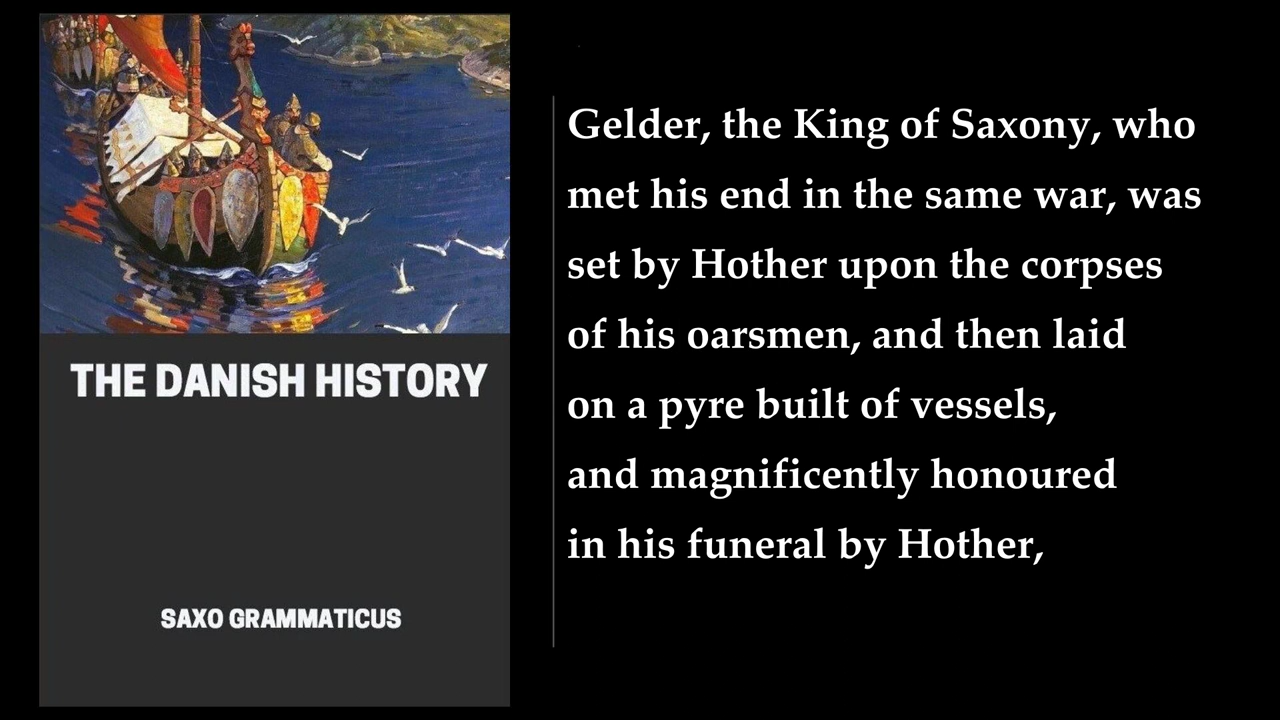 THE DANISH HISTORY
SAXO GRAMMATICUS
Gelder, the King of Saxony, who
met his end in the same war, was
set by Hother upon the corpses
of his oarsmen, and then laid
on a pyre built of vessels,
and magnificently honoured
in his funeral by Hother,